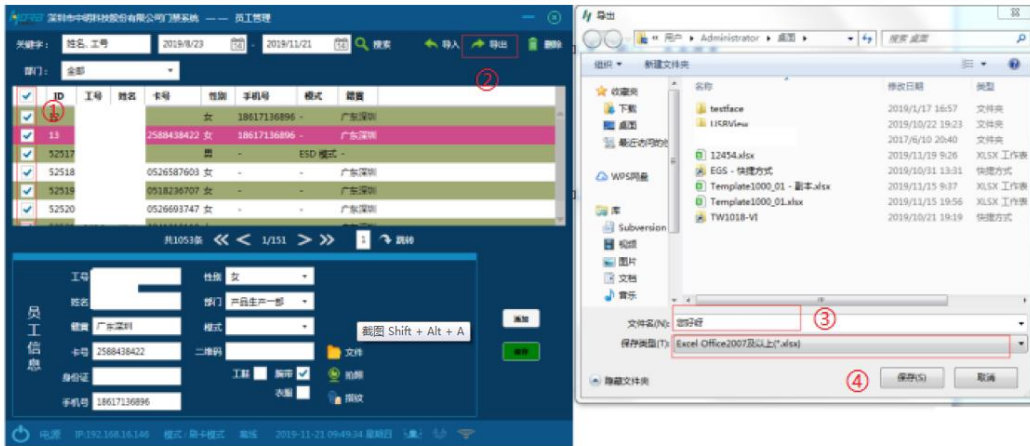 深圳市中明科技股份有限公司门禁系统 —— 员工管理
关键字: 姓名, 工号 2019/8/23 - 2019/11/21 搜索 导入 导出 删除
部门: 全部
②
ID 工号 姓名 卡号 性别 手机号 模式 籍贯
①
女 18617136896 - 广东深圳
13 2588438422 女 18617136896 - 广东深圳
52517 男 - ESD 模式 -
52518 0526587603 女 - - 广东深圳
52519 0518236707 女 - - 广东深圳
52520 0526693747 女 - - 广东深圳
共1053条 << < 1/151 > >> 1 跳转
员工信息
工号 性别 女
姓名 部门 产品生产一部
籍贯 广东深圳 模式
截图 Shift + Alt + A
添加
卡号 2588438422 二维码 文件
保存
身份证 工鞋 胸带 拍照
衣服
手机号 18617136896 指纹
电源 IP:192.168.16.146 模式:刷卡模式 离线 2019-11-21 09:49:34 星期四
导出
« 用户 ▸ Administrator ▸ 桌面 ▸ 搜索 桌面
组织 新建文件夹
名称 修改日期 类型
收藏夹
下载
桌面
最近访问的位
WPS网盘
库
Subversion
视频
图片
文档
音乐
testface 2019/1/17 16:57 文件夹
USRView 2019/10/22 19:23 文件夹
2017/6/10 20:40 文件夹
12454.xlsx 2019/11/19 9:26 XLSX 工作表
EGS - 快捷方式 2019/10/31 13:31 快捷方式
Template1000_01 - 副本.xlsx 2019/11/15 9:37 XLSX 工作表
Template1000_01.xlsx 2019/11/15 19:56 XLSX 工作表
TW1018-VI 2019/10/21 19:19 快捷方式
文件名(N): 您好呀 ③
保存类型(T): Excel Office2007及以上(*.xlsx)
隐藏文件夹 ④ 保存(S) 取消